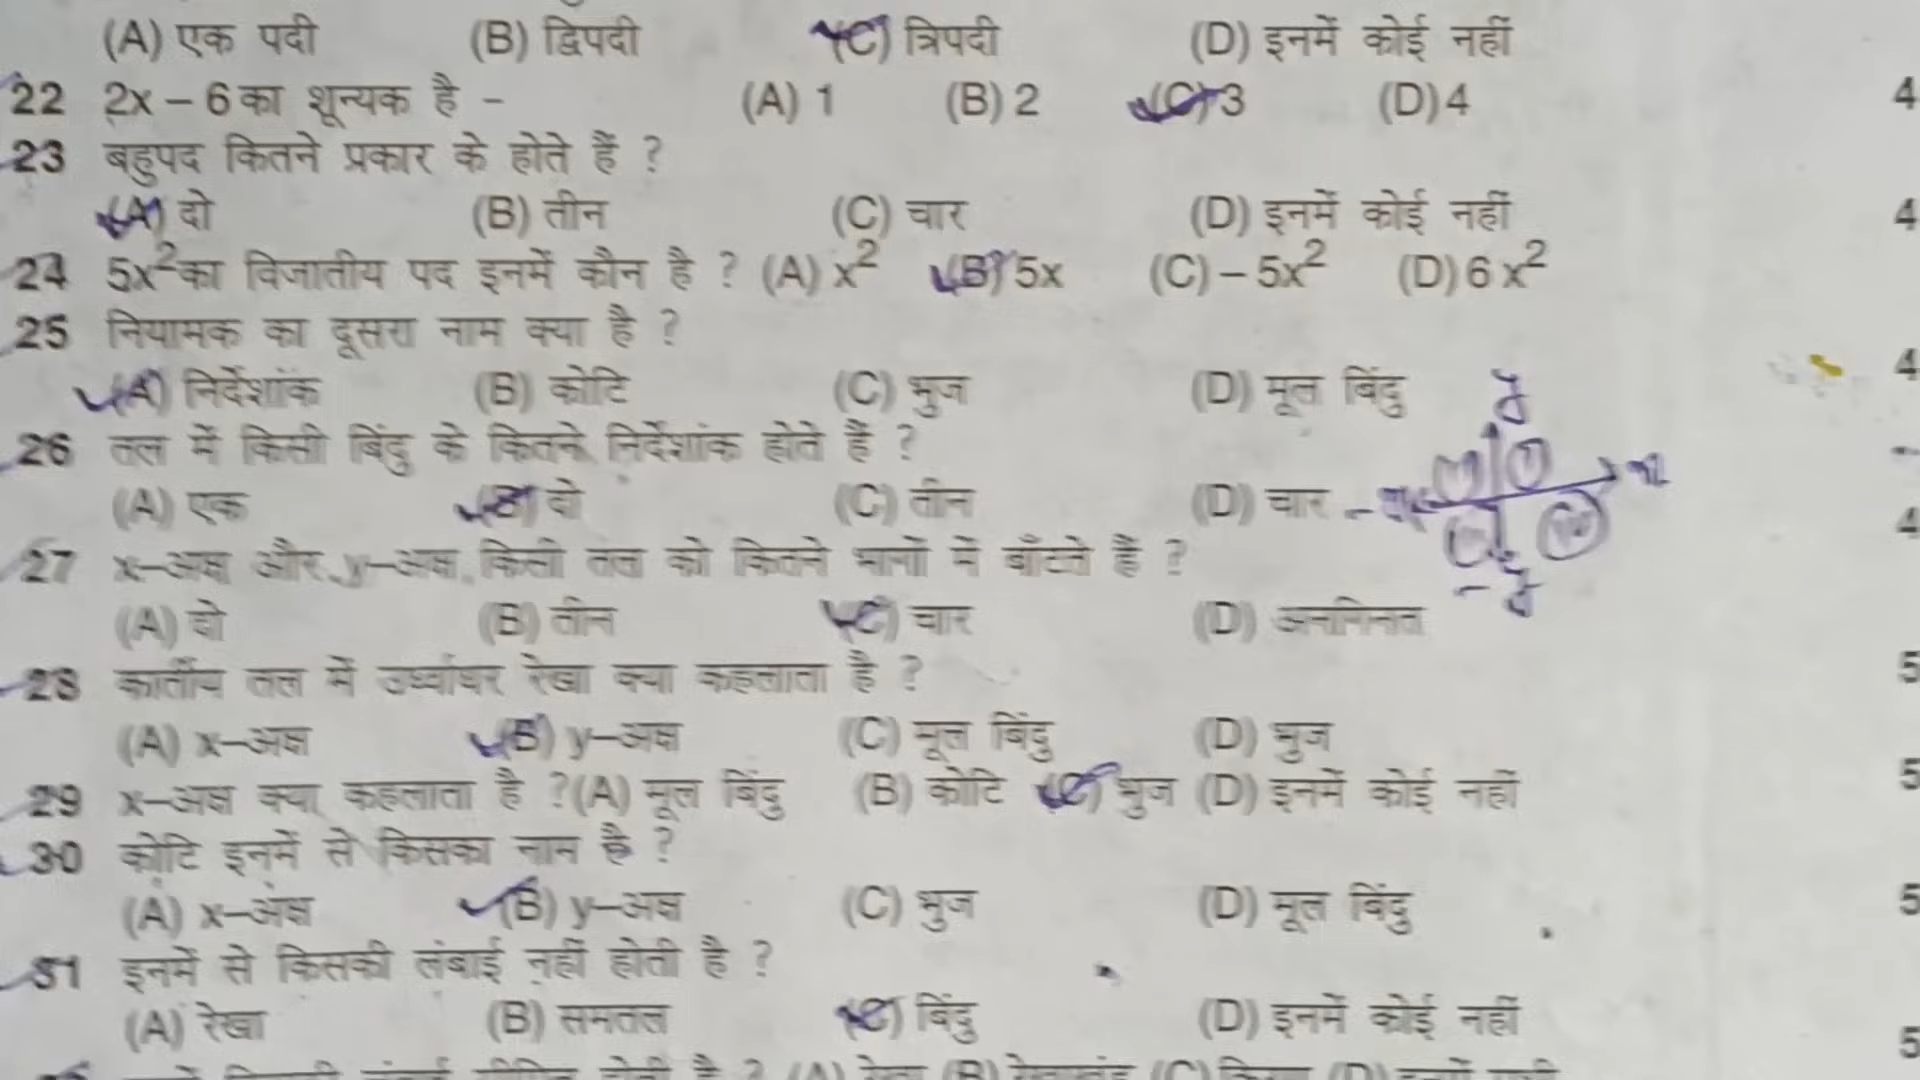 (A) एक पदी (B) द्विपदी (C) त्रिपदी (D) इनमें कोई नहीं
22 2x – 6 का शून्यक है – (A) 1 (B) 2 (C) 3 (D) 4 4
23 बहुपद कितने प्रकार के होते हैं ?
(A) दो (B) तीन (C) चार (D) इनमें कोई नहीं 4
24 5x² का विजातीय पद इनमें कौन है ? (A) x² (B) 5x (C) – 5x² (D) 6 x²
25 नियामक का दूसरा नाम क्या है ?
(A) निर्देशांक (B) कोटि (C) भुज (D) मूल बिंदु 4
26 तल में किसी बिंदु के कितने निर्देशांक होते हैं ?
(A) एक (B) दो (C) तीन (D) चार 4
27 x–अक्ष और y–अक्ष किसी तल को कितने भागों में बाँटते हैं ?
(A) दो (B) तीन (C) चार (D) अनगिनत
28 कार्तीय तल में उर्ध्वाधर रेखा क्या कहलाता है ? 5
(A) x–अक्ष (B) y–अक्ष (C) मूल बिंदु (D) भुज
29 x–अक्ष क्या कहलाता है ?(A) मूल बिंदु (B) कोटि (C) भुज (D) इनमें कोई नहीं 5
30 कोटि इनमें से किसका नाम है ?
(A) x–अक्ष (B) y–अक्ष (C) भुज (D) मूल बिंदु 5
31 इनमें से किसकी लंबाई नहीं होती है ?
(A) रेखा (B) समतल (C) बिंदु (D) इनमें कोई नहीं 5